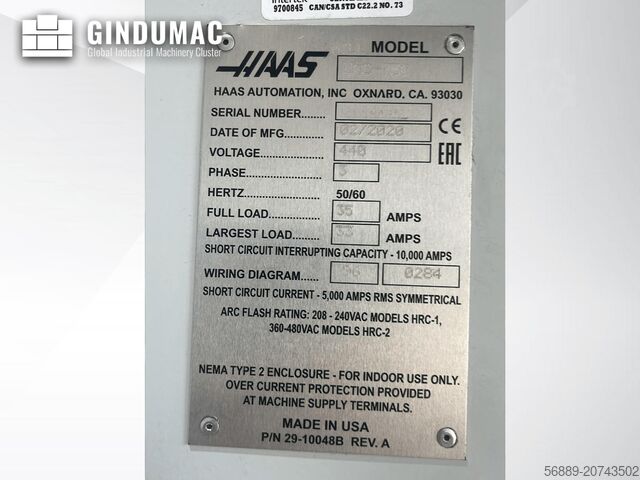 Intertek
9700845 CAN/CSA STD C22.2 NO. 73
GINDUMAC
Global Industrial Machinery Cluster
HAAS
MODEL
HAAS AUTOMATION, INC OXNARD, CA. 93030
SERIAL NUMBER........
DATE OF MFG........... 02/2020 CE
VOLTAGE.................. 440 EAC
PHASE....................... 3
HERTZ........................ 50/60
FULL LOAD................ 35 AMPS
LARGEST LOAD......... 33 AMPS
SHORT CIRCUIT INTERRUPTING CAPACITY - 10,000 AMPS
WIRING DIAGRAM....... 96 0284
SHORT CIRCUIT CURRENT - 5,000 AMPS RMS SYMMETRICAL
ARC FLASH RATING: 208 - 240VAC MODELS HRC-1,
360-480VAC MODELS HRC-2
NEMA TYPE 2 ENCLOSURE - FOR INDOOR USE ONLY.
OVER CURRENT PROTECTION PROVIDED
AT MACHINE SUPPLY TERMINALS.
MADE IN USA
P/N 29-10048B REV. A
56889-20743502